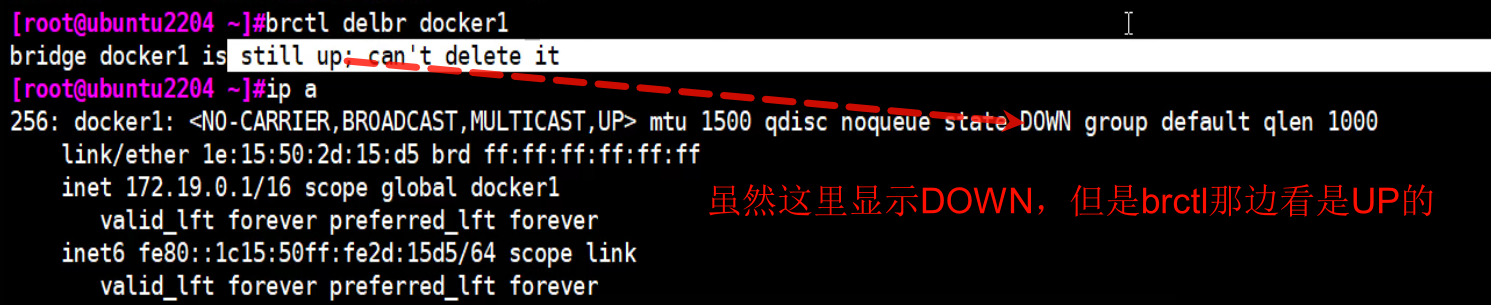 [root@ubuntu2204 ~]#brctl delbr docker1
bridge docker1 is still up; can't delete it
[root@ubuntu2204 ~]#ip a
256: docker1: <NO-CARRIER,BROADCAST,MULTICAST,UP> mtu 1500 qdisc noqueue state DOWN group default qlen 1000
link/ether 1e:15:50:2d:15:d5 brd ff:ff:ff:ff:ff:ff
inet 172.19.0.1/16 scope global docker1
虽然这里显示DOWN，但是brctl那边看是UP的
valid_lft forever preferred_lft forever
inet6 fe80::1c15:50ff:fe2d:15d5/64 scope link
valid_lft forever preferred_lft forever